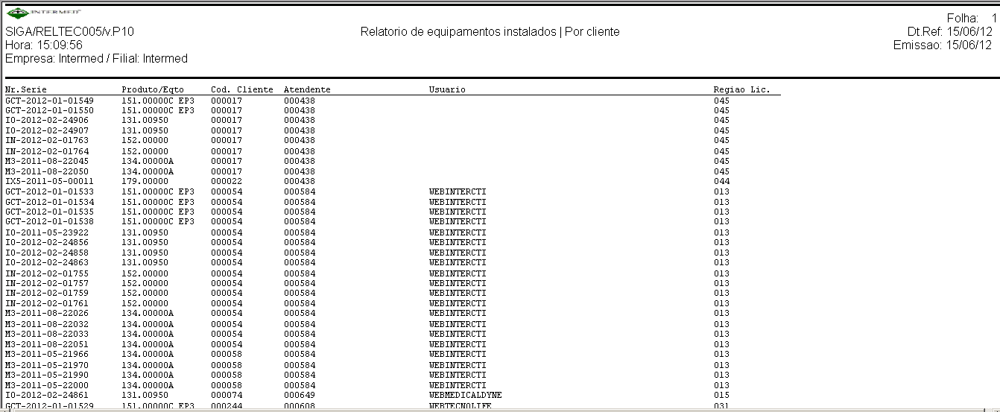 INTERMED
Folha: 1
SIGA/RELTEC005/v.P10 Relatorio de equipamentos instalados | Por cliente Dt.Ref: 15/06/12
Hora: 15:09:56 Emissao: 15/06/12
Empresa: Intermed / Filial: Intermed
Nr.Serie Produto/Eqto Cod. Cliente Atendente Usuario Regiao Lic.
GCT-2012-01-01549 151.00000C EP3 000017 000438 045
GCT-2012-01-01550 151.00000C EP3 000017 000438 045
IO-2012-02-24906 131.00950 000017 000438 045
IO-2012-02-24907 131.00950 000017 000438 045
IN-2012-02-01763 152.00000 000017 000438 045
IN-2012-02-01764 152.00000 000017 000438 045
M3-2011-08-22045 134.00000A 000017 000438 045
M3-2011-08-22050 134.00000A 000017 000438 045
IX5-2011-05-00011 179.00000 000022 000438 044
GCT-2012-01-01533 151.00000C EP3 000054 000584 WEBINTERCTI 013
GCT-2012-01-01534 151.00000C EP3 000054 000584 WEBINTERCTI 013
GCT-2012-01-01535 151.00000C EP3 000054 000584 WEBINTERCTI 013
GCT-2012-01-01538 151.00000C EP3 000054 000584 WEBINTERCTI 013
IO-2011-05-23922 131.00950 000054 000584 WEBINTERCTI 013
IO-2012-02-24856 131.00950 000054 000584 WEBINTERCTI 013
IO-2012-02-24858 131.00950 000054 000584 WEBINTERCTI 013
IO-2012-02-24863 131.00950 000054 000584 WEBINTERCTI 013
IN-2012-02-01755 152.00000 000054 000584 WEBINTERCTI 013
IN-2012-02-01757 152.00000 000054 000584 WEBINTERCTI 013
IN-2012-02-01759 152.00000 000054 000584 WEBINTERCTI 013
IN-2012-02-01761 152.00000 000054 000584 WEBINTERCTI 013
M3-2011-08-22026 134.00000A 000054 000584 WEBINTERCTI 013
M3-2011-08-22032 134.00000A 000054 000584 WEBINTERCTI 013
M3-2011-08-22033 134.00000A 000054 000584 WEBINTERCTI 013
M3-2011-08-22051 134.00000A 000054 000584 WEBINTERCTI 013
M3-2011-05-21966 134.00000A 000058 000584 WEBINTERCTI 013
M3-2011-05-21970 134.00000A 000058 000584 WEBINTERCTI 013
M3-2011-05-21990 134.00000A 000058 000584 WEBINTERCTI 013
M3-2011-05-22000 134.00000A 000058 000584 WEBINTERCTI 013
IO-2012-02-24861 131.00950 000074 000649 WEBMEDICALDYNE 015
GCT-2012-01-01529 151.00000C EP3 000244 000608 WEBTECNOLIFE 031